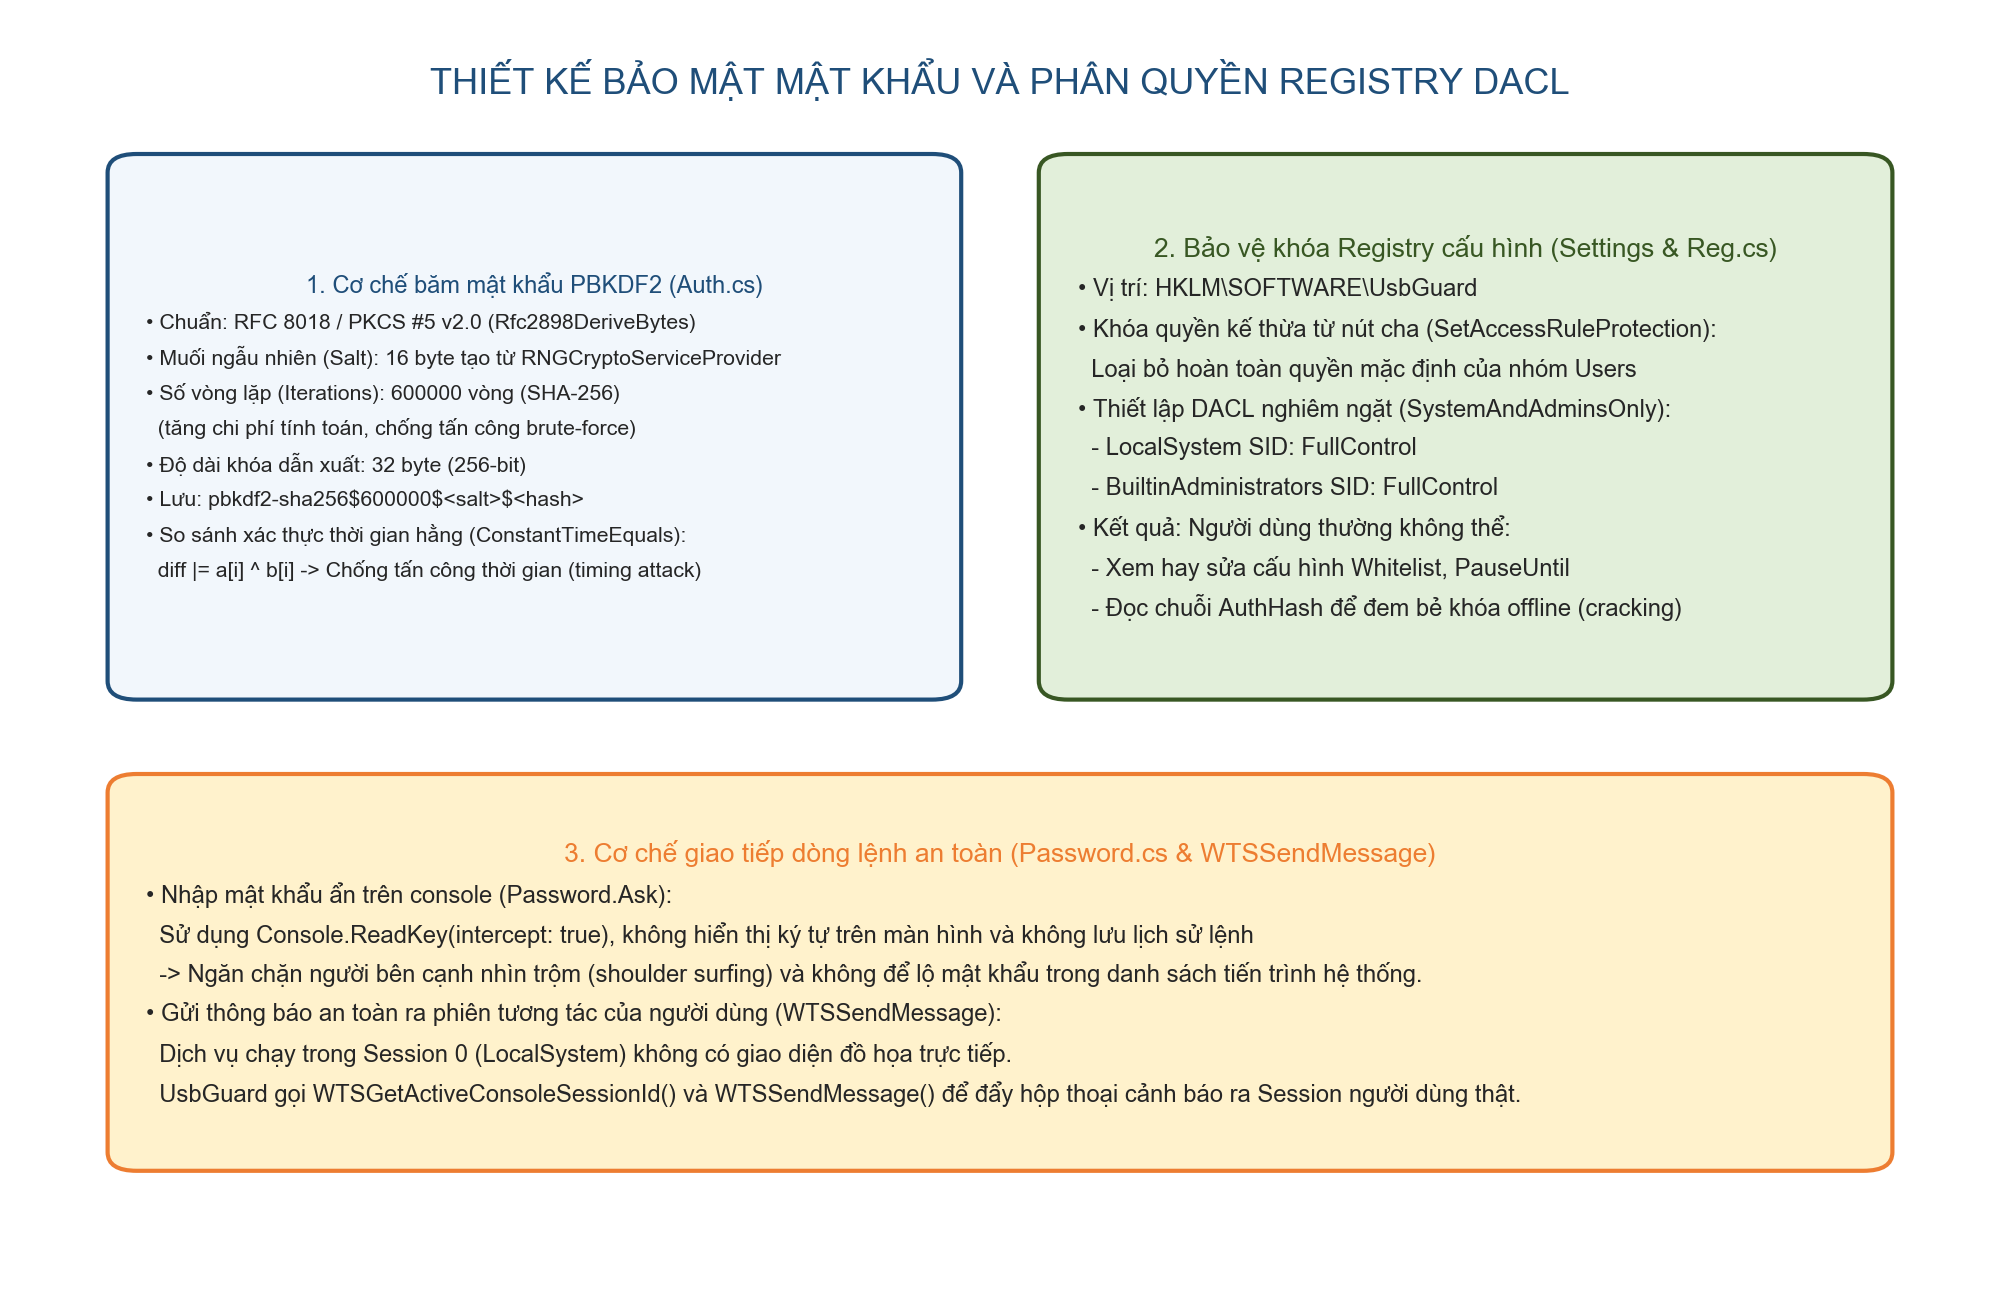 THIẾT KẾ BẢO MẬT MẬT KHẨU VÀ PHÂN QUYỀN REGISTRY DACL
1. Cơ chế băm mật khẩu PBKDF2 (Auth.cs)
• Chuẩn: RFC 8018 / PKCS #5 v2.0 (Rfc2898DeriveBytes)
• Muối ngẫu nhiên (Salt): 16 byte tạo từ RNGCryptoServiceProvider
• Số vòng lặp (Iterations): 600000 vòng (SHA-256)
(tăng chi phí tính toán, chống tấn công brute-force)
• Độ dài khóa dẫn xuất: 32 byte (256-bit)
• Lưu: pbkdf2-sha256$600000$<salt>$<hash>
• So sánh xác thực thời gian hằng (ConstantTimeEquals):
diff |= a[i] ^ b[i] -> Chống tấn công thời gian (timing attack)
2. Bảo vệ khóa Registry cấu hình (Settings & Reg.cs)
• Vị trí: HKLM\SOFTWARE\UsbGuard
• Khóa quyền kế thừa từ nút cha (SetAccessRuleProtection):
Loại bỏ hoàn toàn quyền mặc định của nhóm Users
• Thiết lập DACL nghiêm ngặt (SystemAndAdminsOnly):
- LocalSystem SID: FullControl
- BuiltinAdministrators SID: FullControl
• Kết quả: Người dùng thường không thể:
- Xem hay sửa cấu hình Whitelist, PauseUntil
- Đọc chuỗi AuthHash để đem bẻ khóa offline (cracking)
3. Cơ chế giao tiếp dòng lệnh an toàn (Password.cs & WTSSendMessage)
• Nhập mật khẩu ẩn trên console (Password.Ask):
Sử dụng Console.ReadKey(intercept: true), không hiển thị ký tự trên màn hình và không lưu lịch sử lệnh
-> Ngăn chặn người bên cạnh nhìn trộm (shoulder surfing) và không để lộ mật khẩu trong danh sách tiến trình hệ thống.
• Gửi thông báo an toàn ra phiên tương tác của người dùng (WTSSendMessage):
Dịch vụ chạy trong Session 0 (LocalSystem) không có giao diện đồ họa trực tiếp.
UsbGuard gọi WTSGetActiveConsoleSessionId() và WTSSendMessage() để đẩy hộp thoại cảnh báo ra Session người dùng thật.